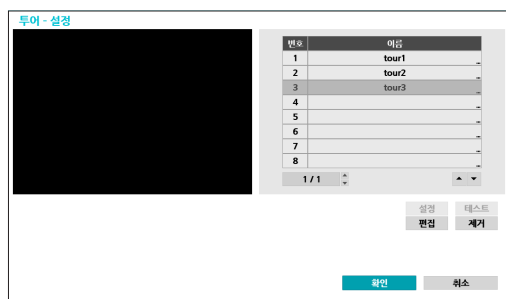 투어 - 설정
번호 이름
1 tour1 ...
2 tour2 ...
3 tour3 ...
4 ...
5 ...
6 ...
7 ...
8 ...
1 / 1
설정 테스트
편집 제거
확인 취소